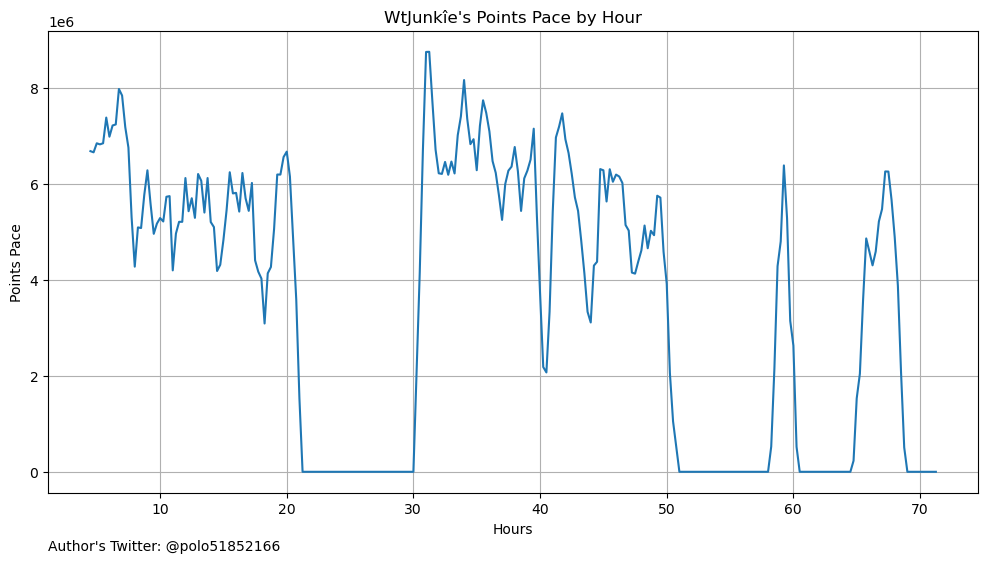 WtJunkîe's Points Pace by Hour
1e6
8
6
4
2
0
Points Pace
10 20 30 40 50 60 70
Hours
Author's Twitter: @polo51852166